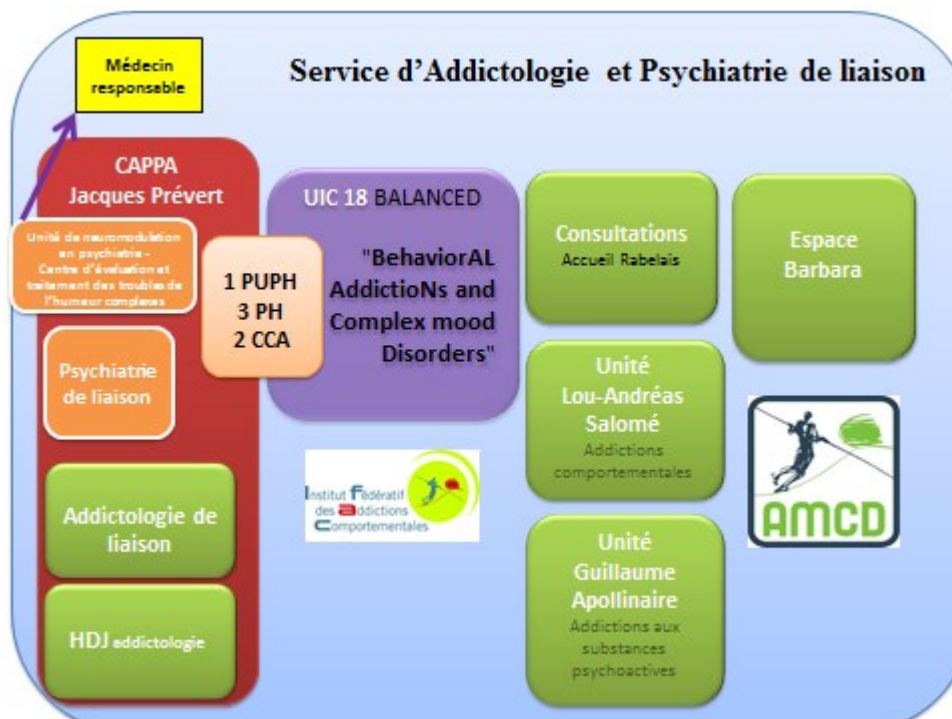 Médecin
responsable
Service d'Addictologie et Psychiatrie de liaison
CAPPA
Jacques Prévert
Unité de neuromodulation
en psychiatrie -
Centre d'évaluation et
traitement des troubles de
l'humeur complexes
Psychiatrie
de liaison
Addictologie de
liaison
HDJ addictologie
1 PUPH
3 PH
2 CCA
UIC 18 BALANCED
"BehaviorAL
AddictioNs and
Complex mood
Disorders"
Institut Fédératif
des addictions
Comportementales
Consultations
Accueil Rabelais
Unité
Lou-Andréas
Salomé
Addictions
comportementales
Unité
Guillaume
Apollinaire
Addictions aux
substances
psychoactives
Espace
Barbara
AMCD